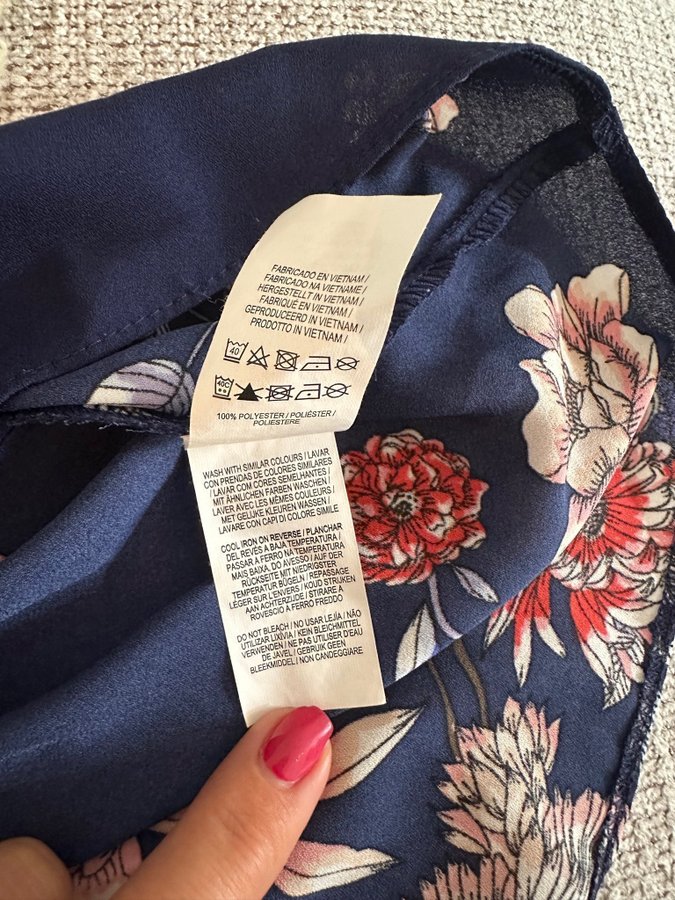 FABRICADO EN VIETNAM /
FABRICADO NA VIETNAME /
HERGESTELLT IN VIETNAM /
FABRIQUÉ EN VIETNAM /
GEPRODUCEERD IN VIETNAM /
PRODOTTO IN VIETNAM /
40
40C
100% POLYESTER / POLIÉSTER /
POLIESTERE
WASH WITH SIMILAR COLOURS / LAVAR
CON PRENDAS DE COLORES SIMILARES
/ LAVAR COM CORES SEMELHANTES /
MIT ÄHNLICHEN FARBEN WASCHEN /
LAVER AVEC LES MÊMES COULEURS /
MET GELIJKE KLEUREN WASSEN /
LAVARE CON CAPI DI COLORE SIMILE
COOL IRON ON REVERSE / PLANCHAR
DEL REVÉS A BAJA TEMPERATURA /
PASSAR A FERRO NA TEMPERATURA
MAIS BAIXA, DO AVESSO / AUF DER
RÜCKSEITE MIT NIEDRIGSTER
TEMPERATUR BÜGELN / REPASSAGE
LÉGER SUR L'ENVERS / KOUD STRIJKEN
AAN ACHTERZIJDE / STIRARE A
ROVESCIO A FERRO FREDDO
DO NOT BLEACH / NO USAR LEJÍA / NÃO
UTILIZAR LIXÍVIA / KEIN BLEICHMITTEL
VERWENDEN / NE PAS UTILISER D'EAU
DE JAVEL / GEBRUIK GEEN
BLEEKMIDDEL / NON CANDEGGIARE